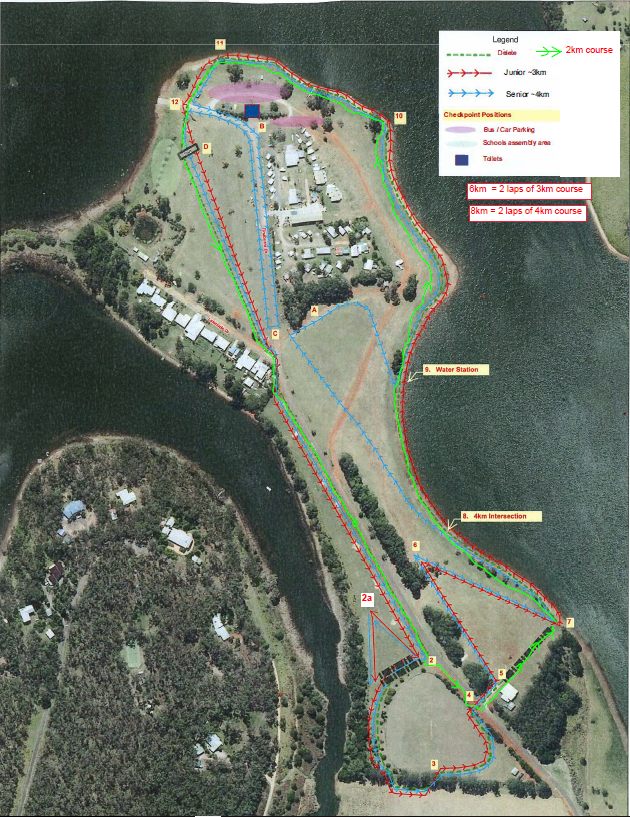 Legend
Disiete
2km course
Junior ~3km
Senior ~4km
Checkpoint Positions
Bus / Car Parking
Schools assembly area
Toilets
6km = 2 laps of 3km course
8km = 2 laps of 4km course
11
12
10
B
D
A
C
9. Water Station
8. 4km Intersection
6
2a
7
2
5
4
3